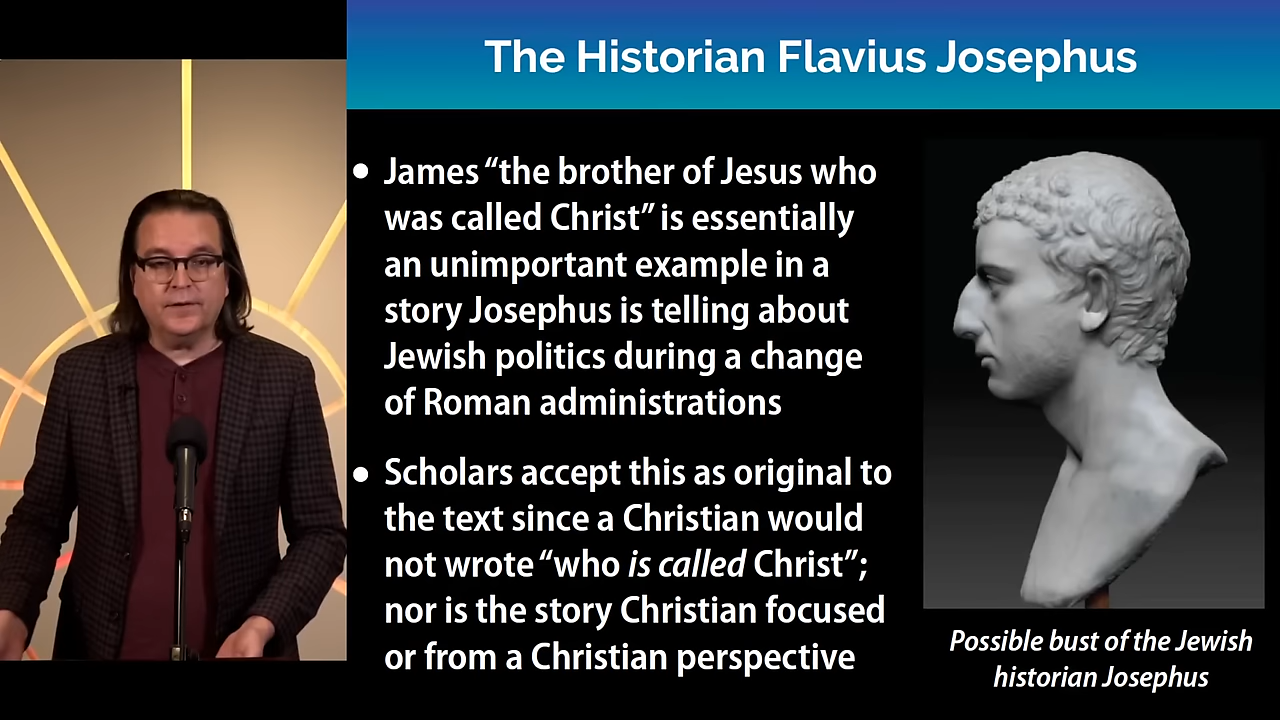 The Historian Flavius Josephus
• James “the brother of Jesus who
was called Christ” is essentially
an unimportant example in a
story Josephus is telling about
Jewish politics during a change
of Roman administrations
• Scholars accept this as original to
the text since a Christian would
not wrote “who is called Christ”;
nor is the story Christian focused
or from a Christian perspective
Possible bust of the Jewish
historian Josephus